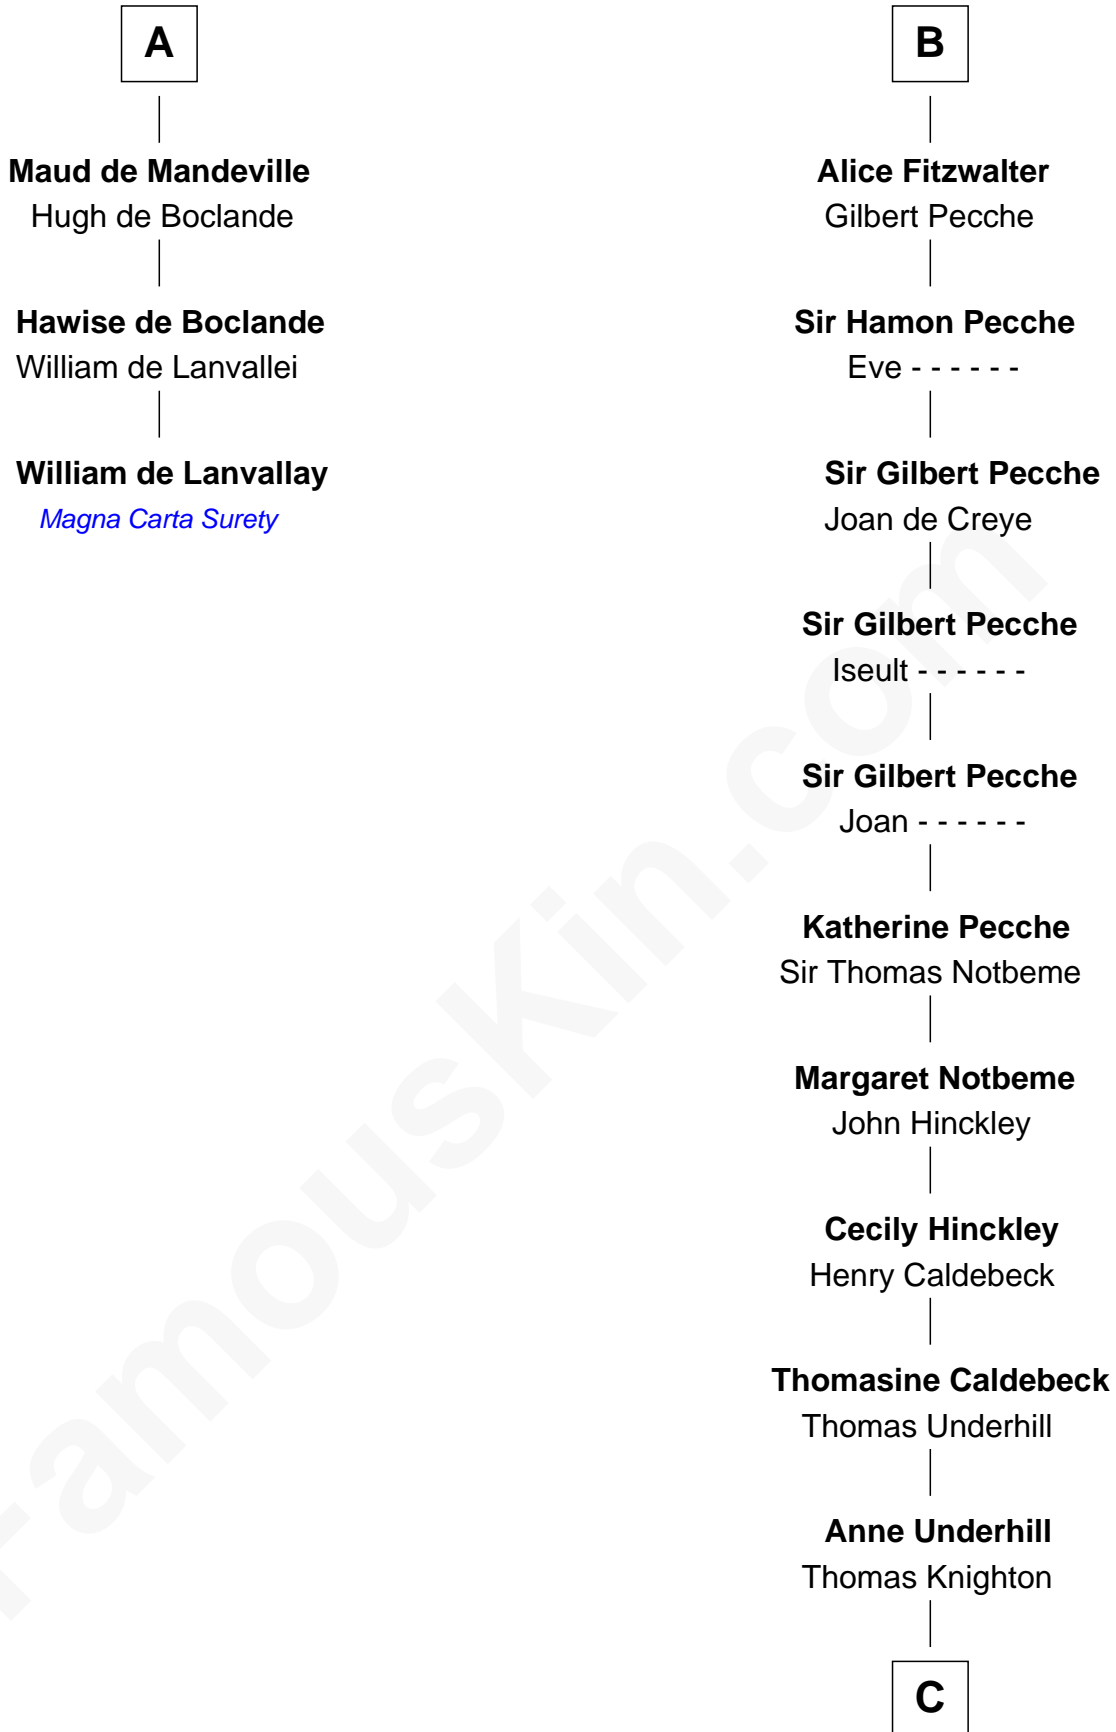 A
Maud de Mandeville
Hugh de Boclande
Hawise de Boclande
William de Lanvallei
William de Lanvallay
Magna Carta Surety
B
Alice Fitzwalter
Gilbert Pecche
Sir Hamon Pecche
Eve - - - - - -
Sir Gilbert Pecche
Joan de Creye
Sir Gilbert Pecche
Iseult - - - - - -
Sir Gilbert Pecche
Joan - - - - - -
Katherine Pecche
Sir Thomas Notbeme
Margaret Notbeme
John Hinckley
Cecily Hinckley
Henry Caldebeck
Thomasine Caldebeck
Thomas Underhill
Anne Underhill
Thomas Knighton
C
FamousKin.com